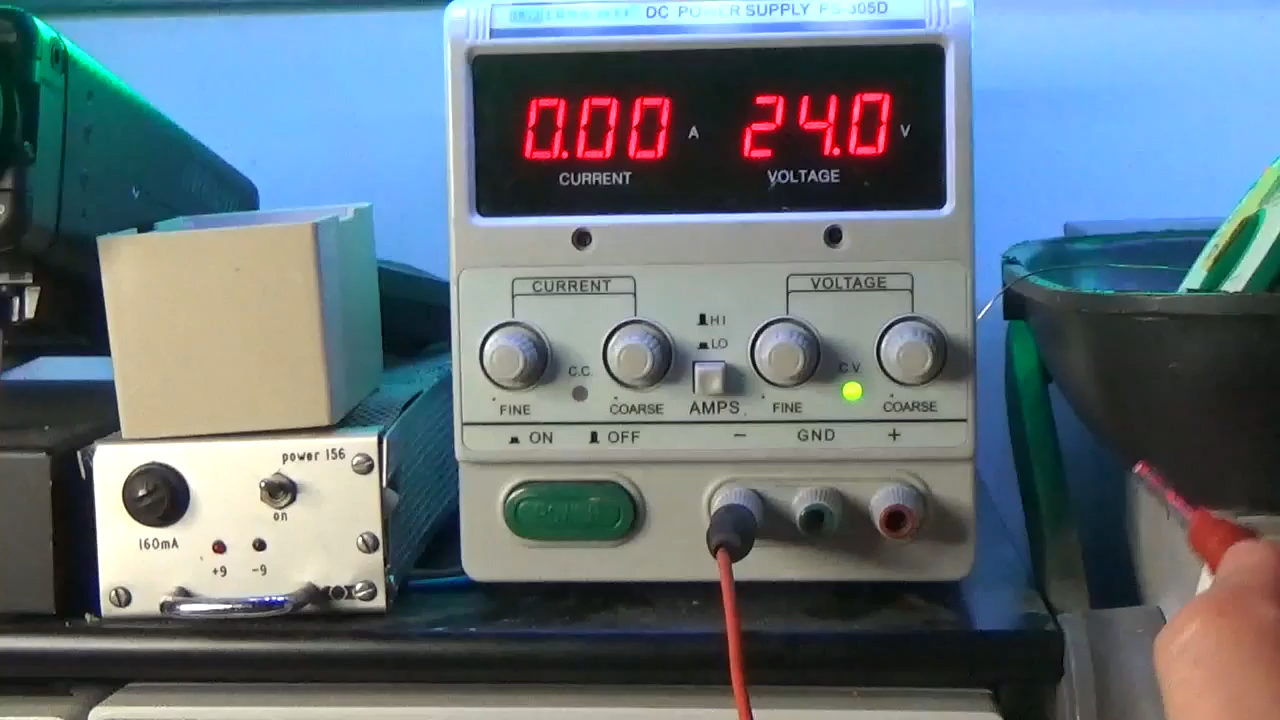 DC POWER SUPPLY PS-305D
0.00 A 24.0 V
CURRENT VOLTAGE
CURRENT VOLTAGE
HI
LO
C.C. C.V.
FINE COARSE AMPS FINE COARSE
ON OFF - GND +
POWER
power 156
on
160mA
+9 -9